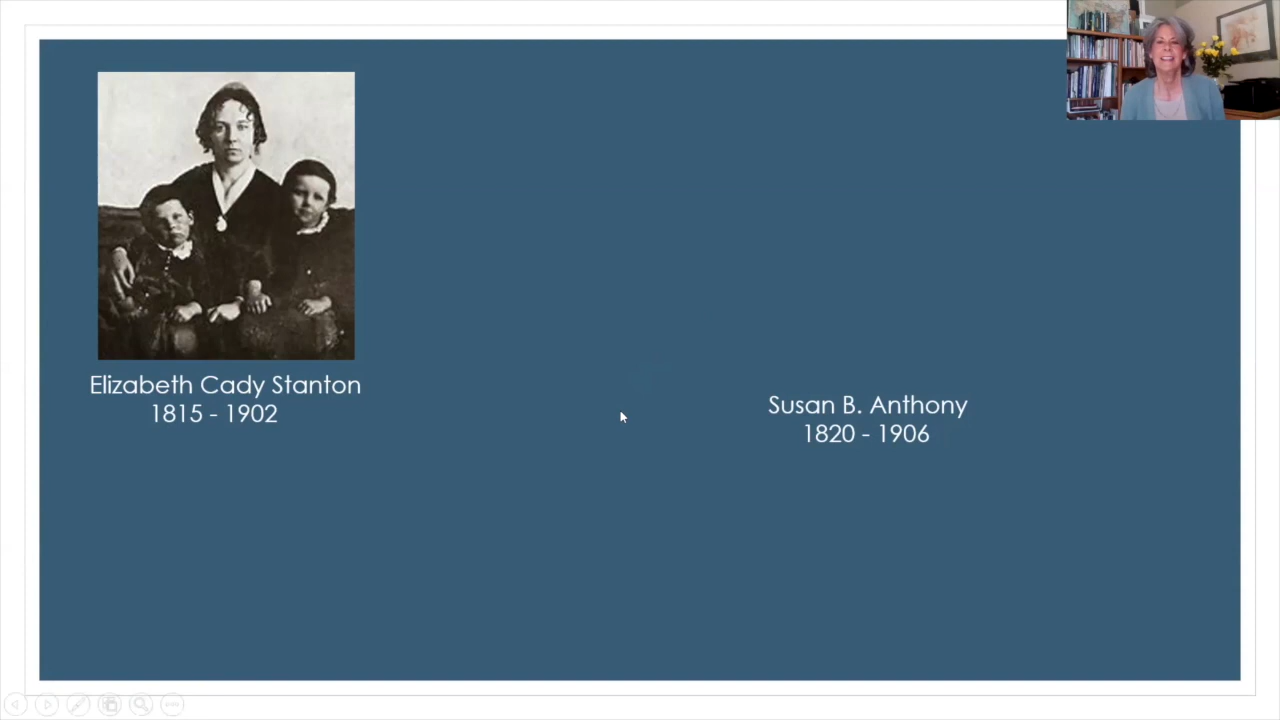 Elizabeth Cady Stanton
1815 - 1902
Susan B. Anthony
1820 - 1906